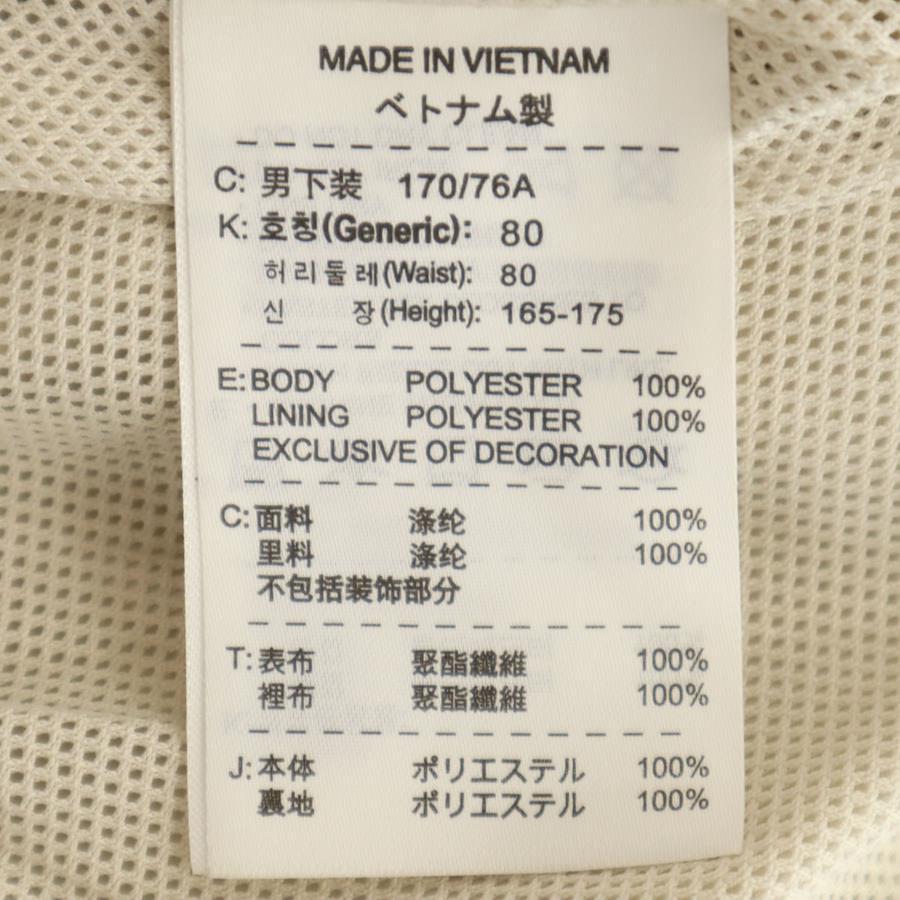 MADE IN VIETNAM
ベトナム製
C: 男下装 170/76A
K: 호칭(Generic): 80
허리둘레(Waist): 80
신 장(Height): 165-175
E: BODY POLYESTER 100%
LINING POLYESTER 100%
EXCLUSIVE OF DECORATION
C: 面料 涤纶 100%
里料 涤纶 100%
不包括装饰部分
T: 表布 聚酯纖維 100%
裡布 聚酯纖維 100%
J: 本体 ポリエステル 100%
裏地 ポリエステル 100%